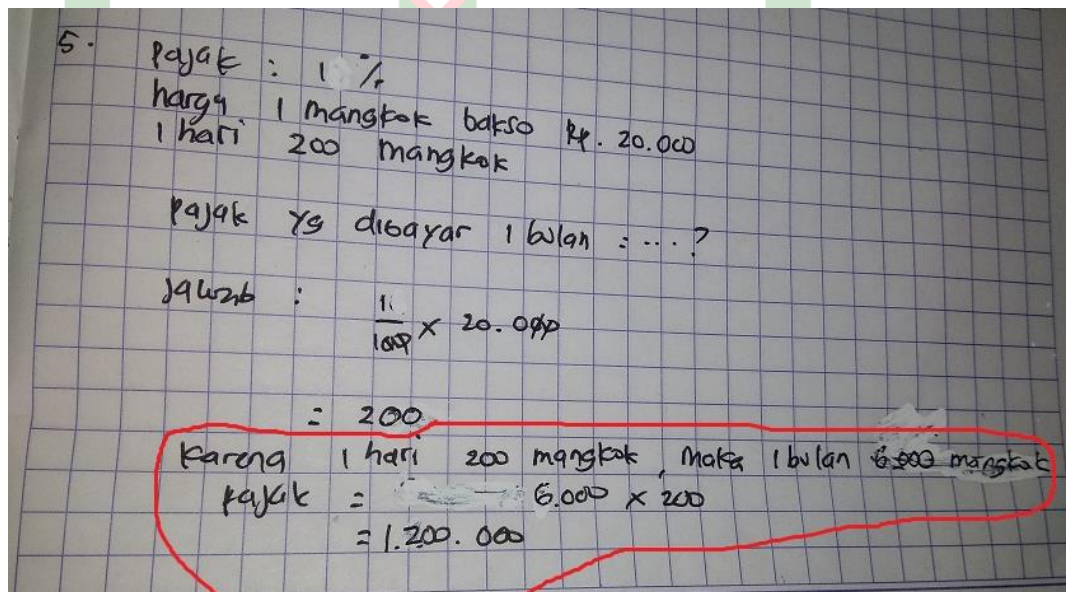 5. Pajak : 1 %
harga 1 mangkok bakso Rp. 20.000
1 hari 200 mangkok
Pajak yg dibayar 1 bulan = ... ?
Jawab :
1/100 × 20.000
= 200
Karena 1 hari 200 mangkok, maka 1 bulan 6.000 mangkok
pajak = 6.000 × 200
= 1.200.000